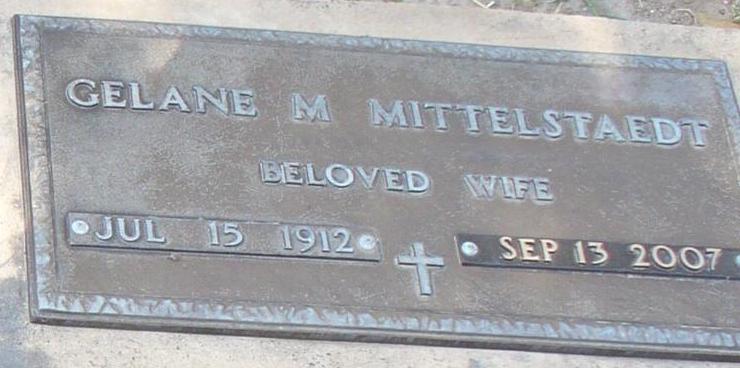 GELANE M MITTELSTAEDT
BELOVED WIFE
JUL 15 1912 SEP 13 2007